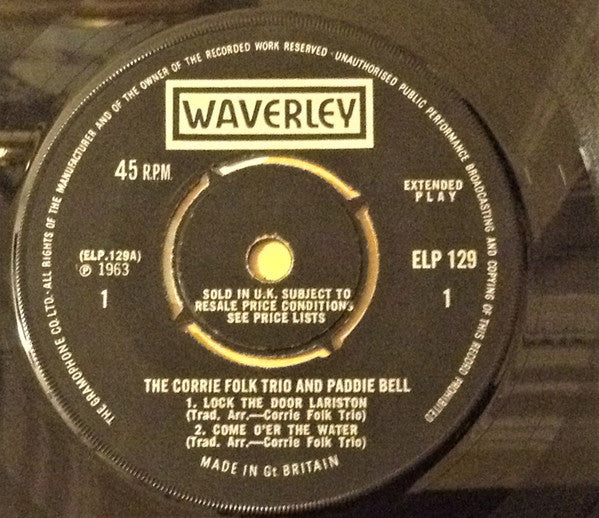 THE GRAMOPHONE CO. LTD.·ALL RIGHTS OF THE MANUFACTURER AND OF THE OWNER OF THE RECORDED WORK RESERVED·UNAUTHORISED PUBLIC PERFORMANCE BROADCASTING AND COPYING OF THIS RECORD PROHIBITED
WAVERLEY
45 R.P.M.
EXTENDED
PLAY
(ELP.129A)
℗ 1963
1
ELP 129
1
SOLD IN U.K. SUBJECT TO
RESALE PRICE CONDITIONS
SEE PRICE LISTS
THE CORRIE FOLK TRIO AND PADDIE BELL
1. LOCK THE DOOR LARISTON
(Trad. Arr.—Corrie Folk Trio)
2. COME O'ER THE WATER
(Trad. Arr.—Corrie Folk Trio)
MADE IN Gt. BRITAIN